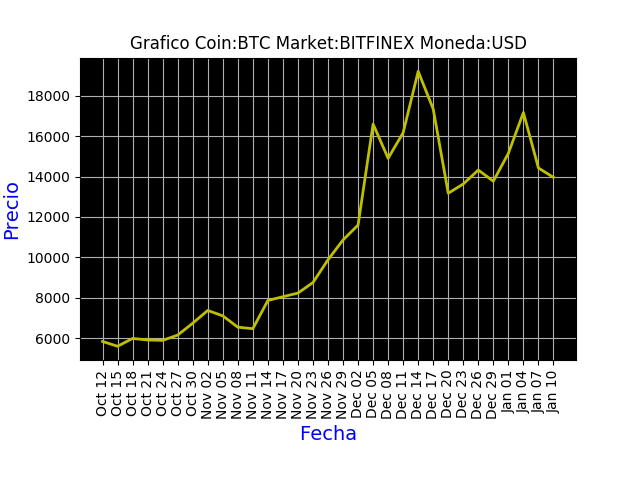 Grafico Coin:BTC Market:BITFINEX Moneda:USD
18000
16000
14000
12000
10000
8000
6000
Precio
Oct 12
Oct 15
Oct 18
Oct 21
Oct 24
Oct 27
Oct 30
Nov 02
Nov 05
Nov 08
Nov 11
Nov 14
Nov 17
Nov 20
Nov 23
Nov 26
Nov 29
Dec 02
Dec 05
Dec 08
Dec 11
Dec 14
Dec 17
Dec 20
Dec 23
Dec 26
Dec 29
Jan 01
Jan 04
Jan 07
Jan 10
Fecha